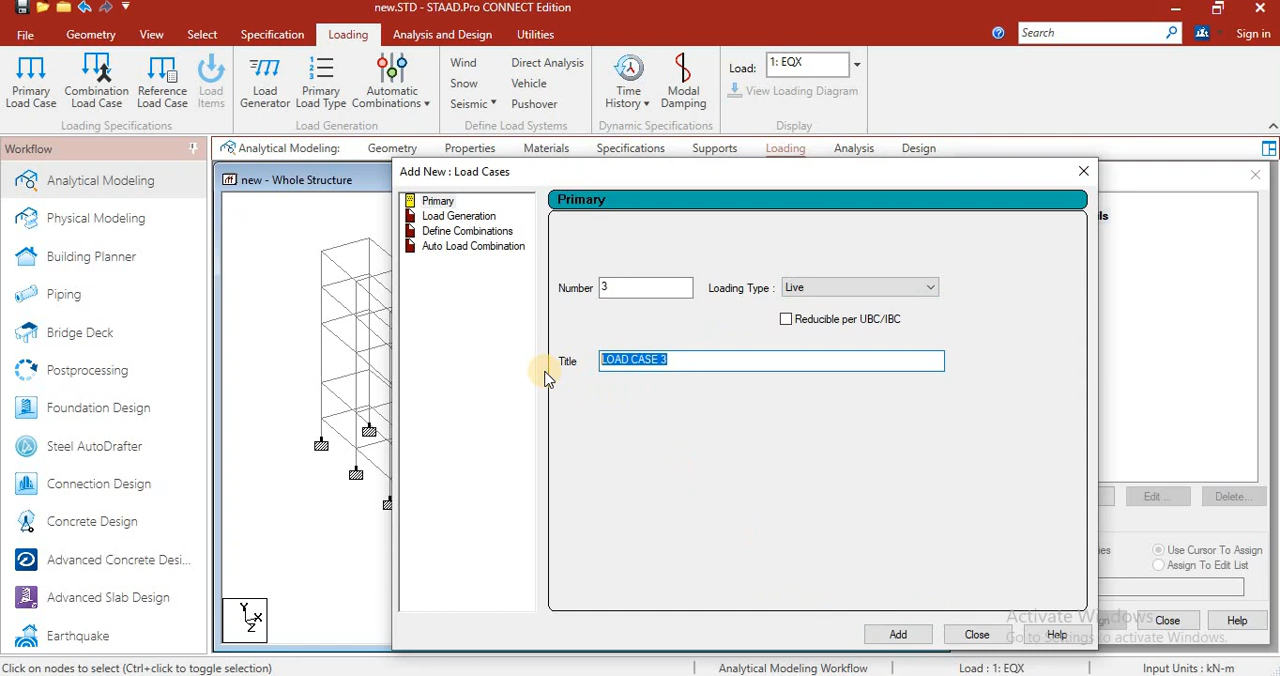 new.STD - STAAD.Pro CONNECT Edition
File Geometry View Select Specification Loading Analysis and Design Utilities Search Sign in
Primary Load Case
Combination Load Case
Reference Load Case
Load Items
Loading Specifications
Load Generator
Primary Load Type
Automatic Combinations
Load Generation
Wind Direct Analysis
Snow Vehicle
Seismic Pushover
Define Load Systems
Time History
Modal Damping
Dynamic Specifications
Load: 1: EQX
View Loading Diagram
Display
Workflow
Analytical Modeling: Geometry Properties Materials Specifications Supports Loading Analysis Design
Analytical Modeling
Physical Modeling
Building Planner
Piping
Bridge Deck
Postprocessing
Foundation Design
Steel AutoDrafter
Connection Design
Concrete Design
Advanced Concrete Desi...
Advanced Slab Design
Earthquake
new - Whole Structure
Y
X
Z
Add New : Load Cases
Primary
Load Generation
Define Combinations
Auto Load Combination
Primary
Number 3 Loading Type : Live
Reducible per UBC/IBC
Title LOAD CASE 3
Add Close Help
Edit ... Delete...
Use Cursor To Assign
Assign To Edit List
Close Help
Activate Windows
Go to Settings to activate Windows.
Click on nodes to select (Ctrl+click to toggle selection) Analytical Modeling Workflow Load : 1: EQX Input Units : kN-m